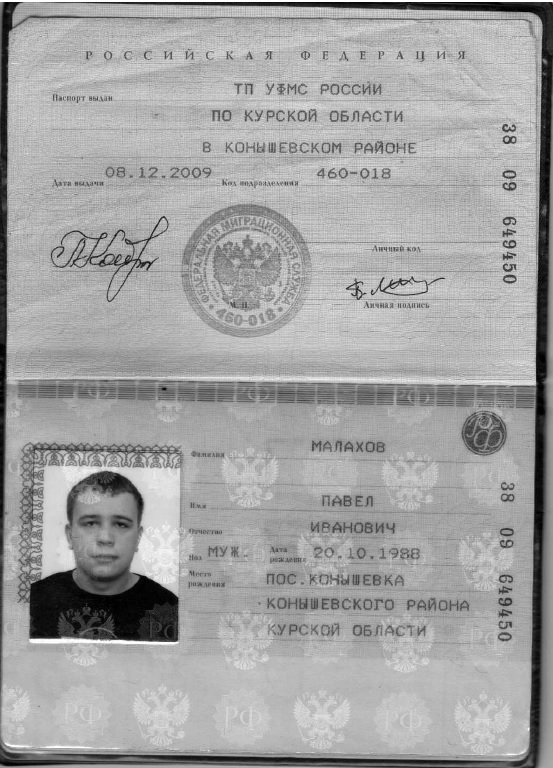 РОССИЙСКАЯ ФЕДЕРАЦИЯ
Паспорт выдан ТП УФМС РОССИИ
ПО КУРСКОЙ ОБЛАСТИ
В КОНЫШЕВСКОМ РАЙОНЕ
Дата выдачи 08.12.2009 Код подразделения 460-018
38 09 649450
ФЕДЕРАЛЬНАЯ МИГРАЦИОННАЯ СЛУЖБА
460-018
М. П.
Личный код
Личная подпись
РФ
Фамилия МАЛАХОВ
Имя ПАВЕЛ
Отчество ИВАНОВИЧ
Пол МУЖ. Дата рождения 20.10.1988
Место рождения ПОС.КОНЫШЕВКА
КОНЫШЕВСКОГО РАЙОНА
КУРСКОЙ ОБЛАСТИ
38 09 649450
РФ
РФ
РФ